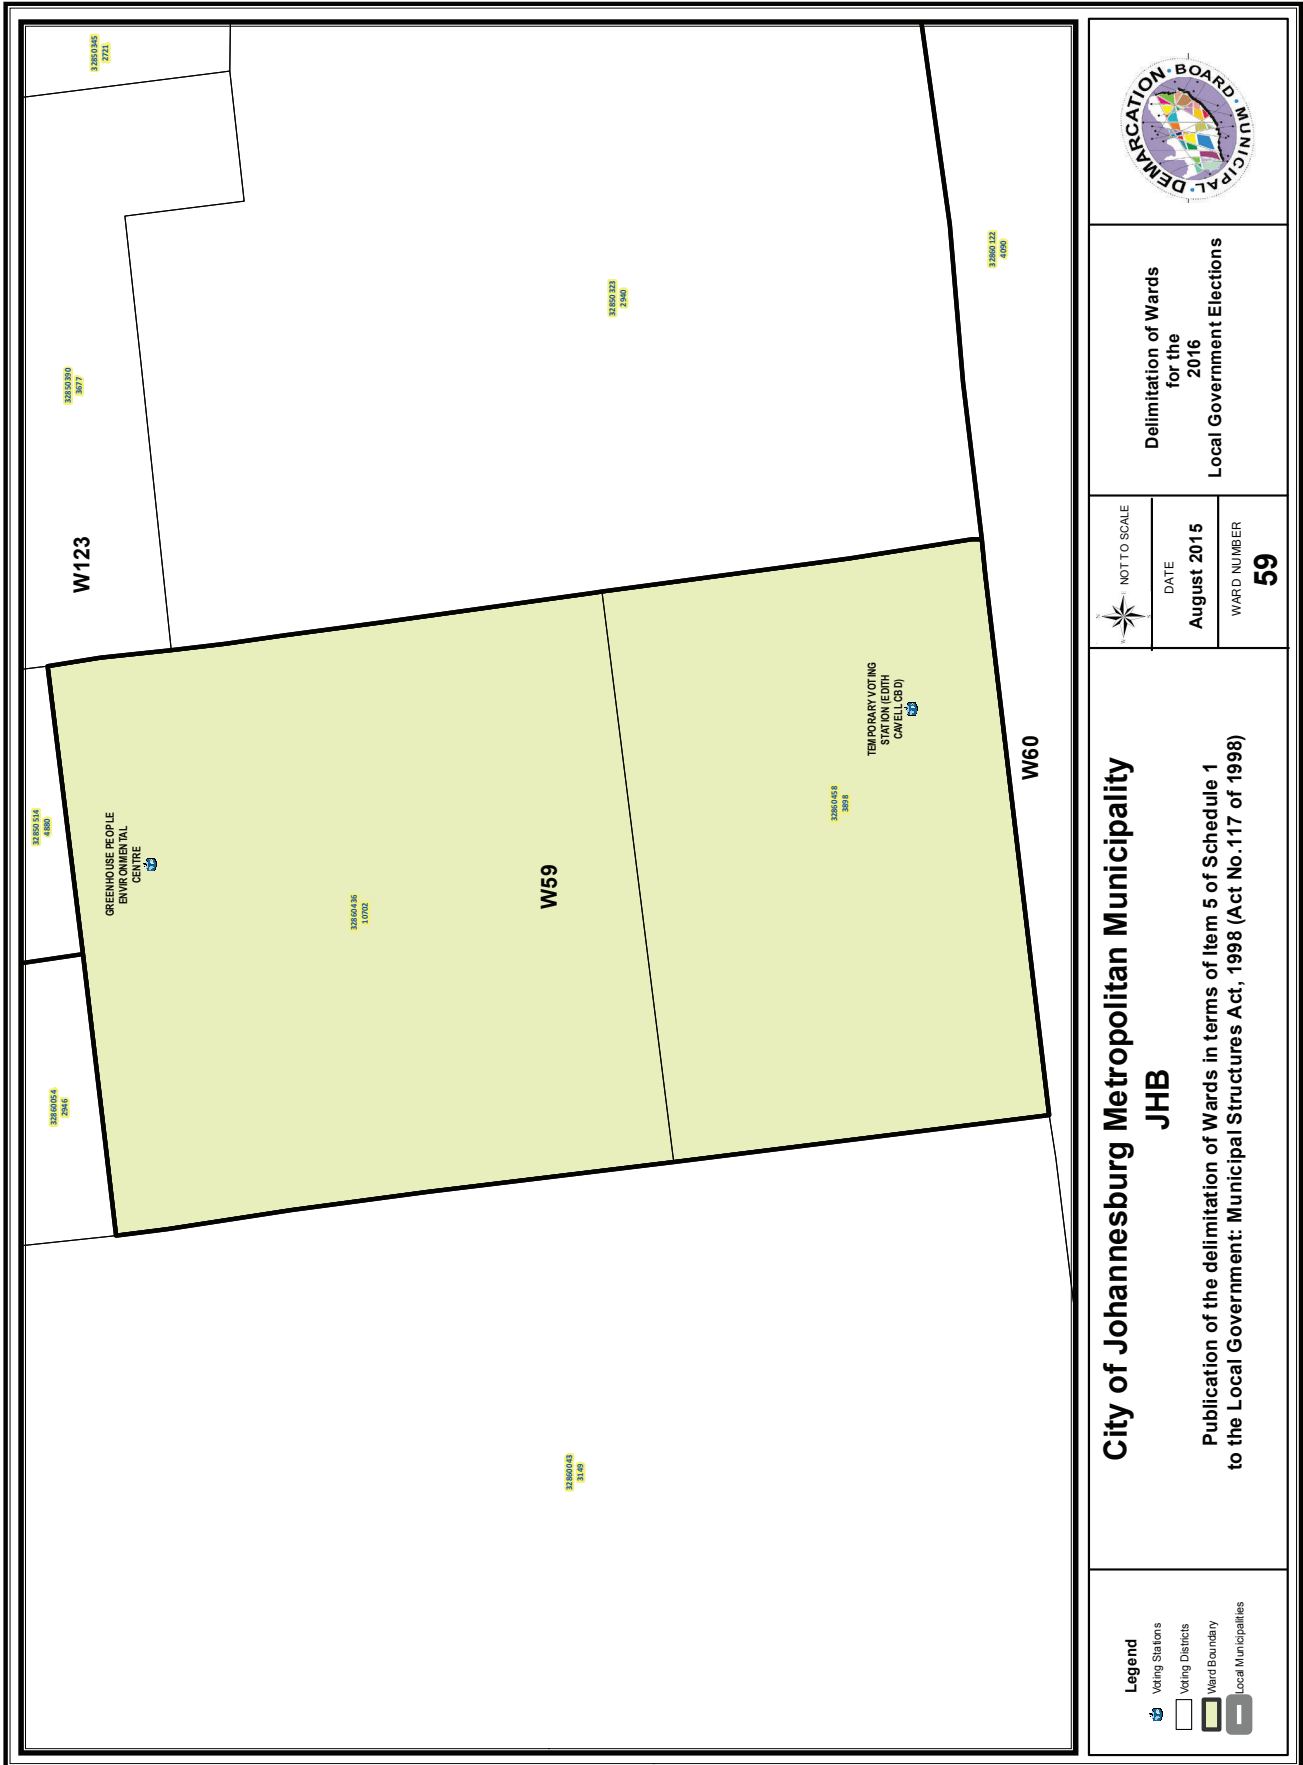 32850345
2721
32850390
3677
W123
32850323
2940
32860122
4090
32850514
4880
GREENHOUSE PEOPLE
ENVIRONMENTAL
CENTRE
32860436
10702
W59
TEMPORARY VOTING
STATION (EDITH
CAVELL CBD)
32860458
3898
W60
32860054
2946
32860043
3149
Legend
Voting Stations
Voting Districts
Ward Boundary
Local Municipalities
City of Johannesburg Metropolitan Municipality
JHB
Publication of the delimitation of Wards in terms of Item 5 of Schedule 1
to the Local Government: Municipal Structures Act, 1998 (Act No.117 of 1998)
NOT TO SCALE
DATE
August 2015
WARD NUMBER
59
Delimitation of Wards
for the
2016
Local Government Elections
MUNICIPAL · DEMARCATION · BOARD ·